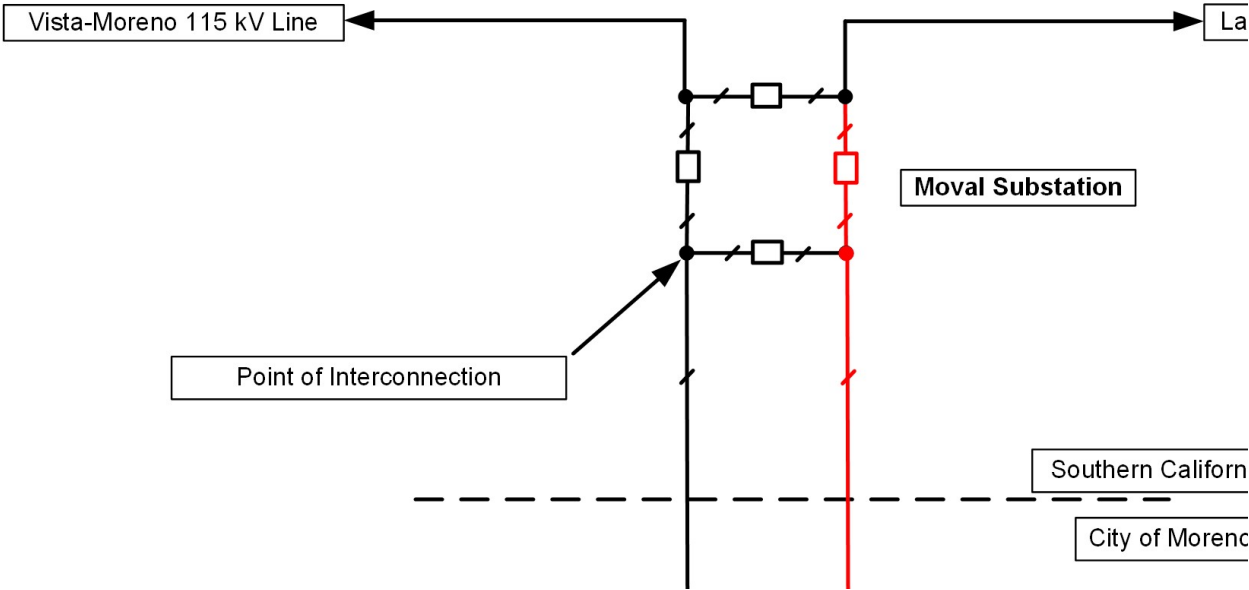 Vista-Moreno 115 kV Line
La
Moval Substation
Point of Interconnection
Southern Californ
City of Moreno